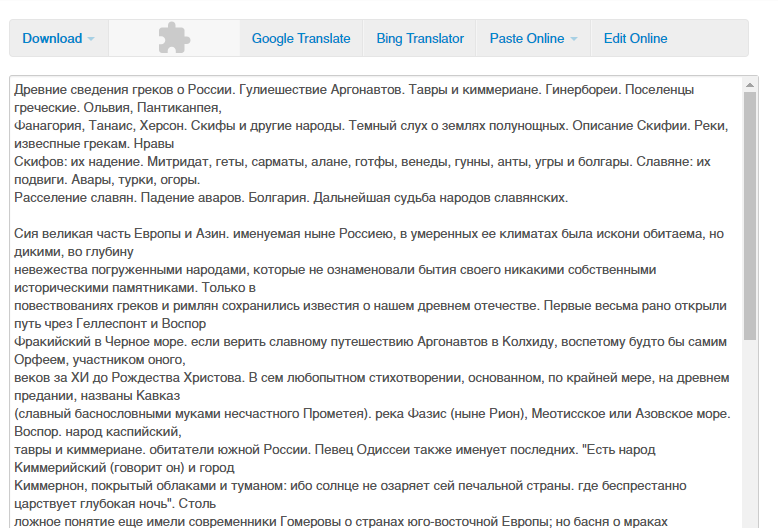 Download
Google Translate
Bing Translator
Paste Online
Edit Online
Древние сведения греков о России. Гулиешествие Аргонавтов. Тавры и киммериане. Гинербореи. Поселенцы
греческие. Ольвия, Пантиканпея,
Фанагория, Танаис, Херсон. Скифы и другие народы. Темный слух о землях полунощных. Описание Скифии. Реки,
извеспные грекам. Нравы
Скифов: их надение. Митридат, геты, сарматы, алане, готфы, венеды, гунны, анты, угры и болгары. Славяне: их
подвиги. Авары, турки, огоры.
Расселение славян. Падение аваров. Болгария. Дальнейшая судьба народов славянских.
Сия великая часть Европы и Азин. именуемая ныне Россиею, в умеренных ее климатах была искони обитаема, но
дикими, во глубину
невежества погруженными народами, которые не ознаменовали бытия своего никакими собственными
историческими памятниками. Только в
повествованиях греков и римлян сохранились известия о нашем древнем отечестве. Первые весьма рано открыли
путь чрез Геллеспонт и Воспор
Фракийский в Черное море. если верить славному путешествию Аргонавтов в Колхиду, воспетому будто бы самим
Орфеем, участником оного,
веков за ХИ до Рождества Христова. В сем любопытном стихотворении, основанном, по крайней мере, на древнем
предании, названы Кавказ
(славный баснословными муками несчастного Прометея). река Фазис (ныне Рион), Меотисское или Азовское море.
Воспор. народ каспийский,
тавры и киммериане. обитатели южной России. Певец Одиссеи также именует последних. "Есть народ
Киммерийский (говорит он) и город
Киммернон, покрытый облаками и туманом: ибо солнце не озаряет сей печальной страны. где беспрестанно
царствует глубокая ночь". Столь
ложное понятие еще имели современники Гомеровы о странах юго-восточной Европы; но басня о мраках